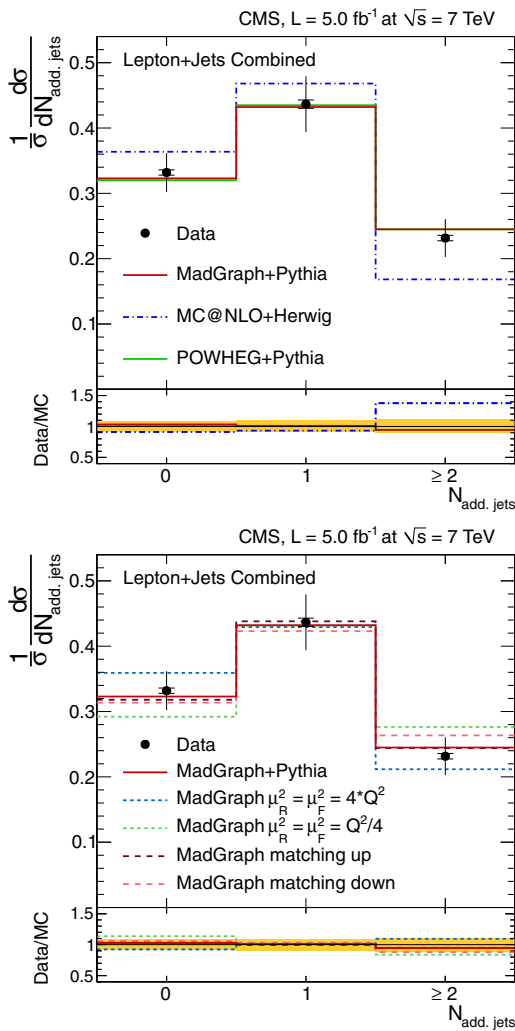 CMS, L = 5.0 fb⁻¹ at √s = 7 TeV
Lepton+Jets Combined
1/σ dσ/dN_add. jets
0.5
0.4
0.3
0.2
0.1
Data
MadGraph+Pythia
MC@NLO+Herwig
POWHEG+Pythia
Data/MC
1.5
1
0.5
0 1 ≥ 2
N_add. jets
CMS, L = 5.0 fb⁻¹ at √s = 7 TeV
Lepton+Jets Combined
1/σ dσ/dN_add. jets
0.5
0.4
0.3
0.2
0.1
Data
MadGraph+Pythia
MadGraph μ_R² = μ_F² = 4*Q²
MadGraph μ_R² = μ_F² = Q²/4
MadGraph matching up
MadGraph matching down
Data/MC
1.5
1
0.5
0 1 ≥ 2
N_add. jets